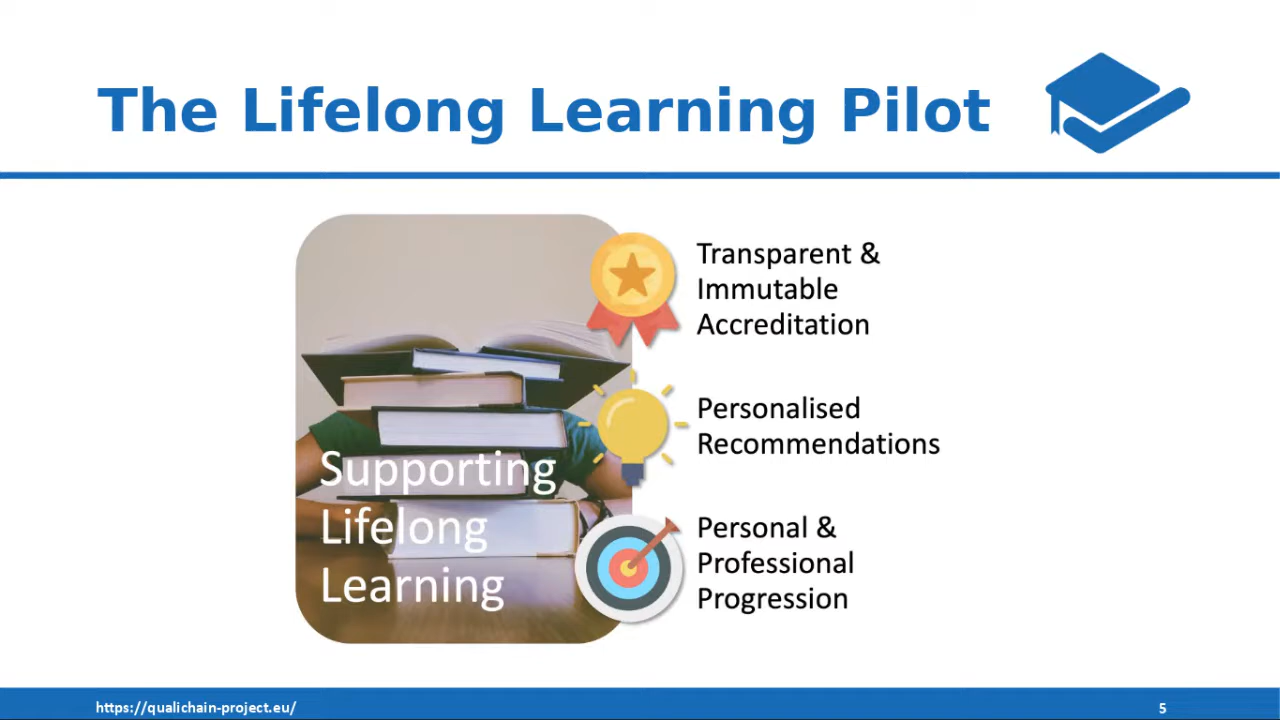 The Lifelong Learning Pilot
Supporting
Lifelong
Learning
Transparent &
Immutable
Accreditation
Personalised
Recommendations
Personal &
Professional
Progression
https://qualichain-project.eu/
5